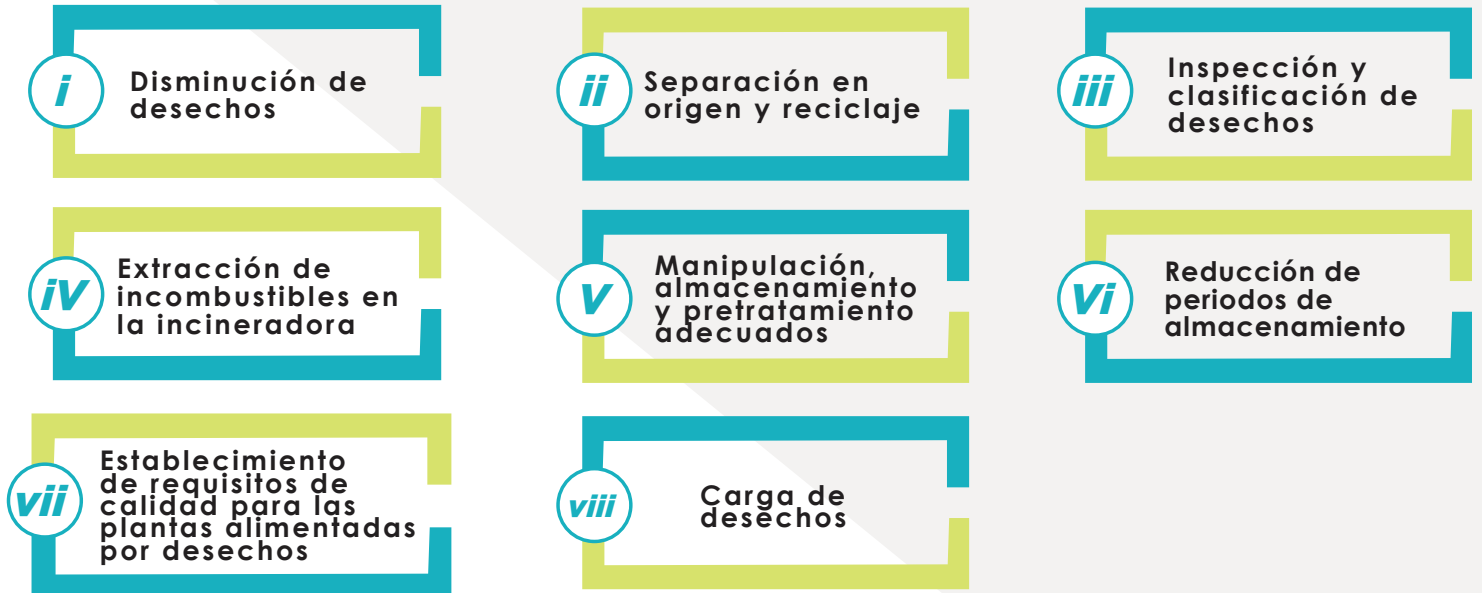 i
Disminución de
desechos
ii
Separación en
origen y reciclaje
iii
Inspección y
clasificación de
desechos
iV
Extracción de
incombustibles en
la incineradora
V
Manipulación,
almacenamiento
y pretratamiento
adecuados
Vi
Reducción de
periodos de
almacenamiento
vii
Establecimiento
de requisitos de
calidad para las
plantas alimentadas
por desechos
viii
Carga de
desechos